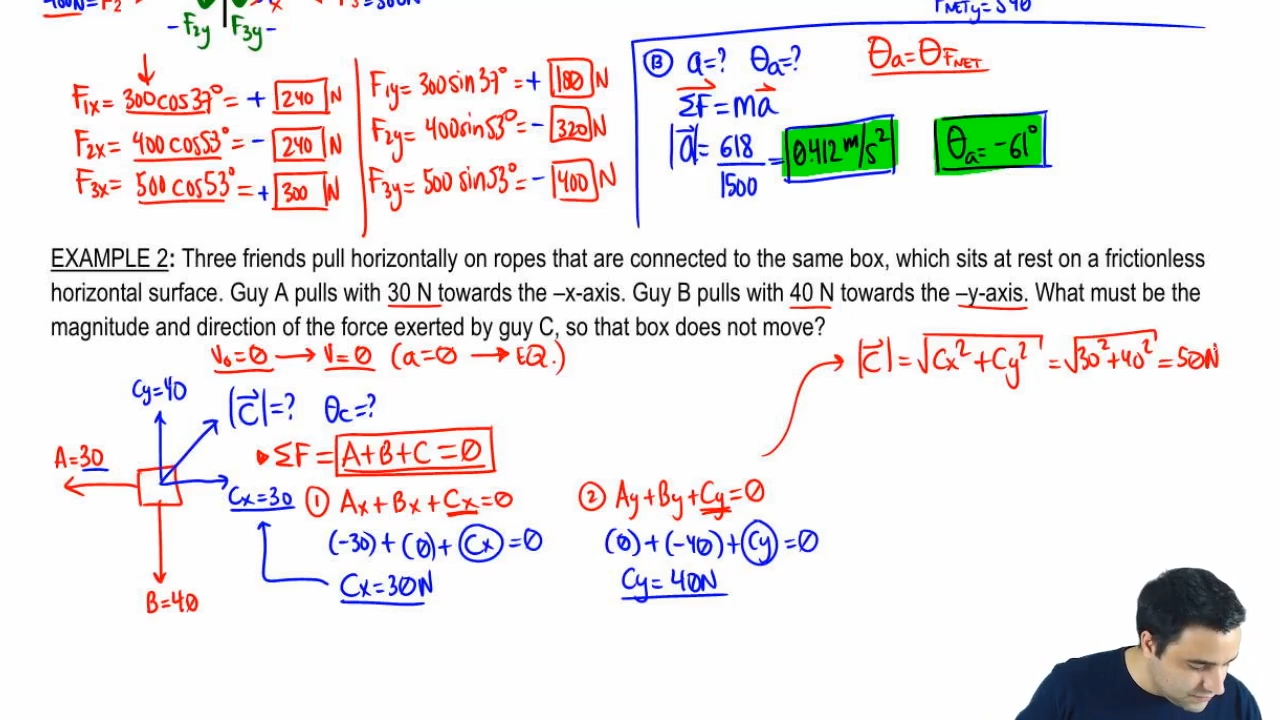 -F2y F3y-
FNETy=540
F1x= 300cos37°= + 240 N
F2x= 400cos53°= - 240 N
F3x= 500cos53°= + 300 N
F1y= 300sin37°= + 180 N
F2y= 400sin53°= - 320 N
F3y= 500sin53°= - 400 N
B a=? θa=? θa=θFNET
ΣF=ma
|a|= 618/1500 = 0.412 m/s² θa= -61°
EXAMPLE 2: Three friends pull horizontally on ropes that are connected to the same box, which sits at rest on a frictionless
horizontal surface. Guy A pulls with 30 N towards the –x-axis. Guy B pulls with 40 N towards the –y-axis. What must be the
magnitude and direction of the force exerted by guy C, so that box does not move?
V0=0 → V=0 (a=0 → EQ.)
|C|= √Cx²+Cy² = √30²+40² = 50N
Cy=40
|C|=? θc=?
ΣF = A+B+C=0
A=30
Cx=30
B=40
1 Ax+Bx+Cx=0
(-30)+(0)+Cx=0
Cx=30N
2 Ay+By+Cy=0
(0)+(-40)+Cy=0
Cy=40N